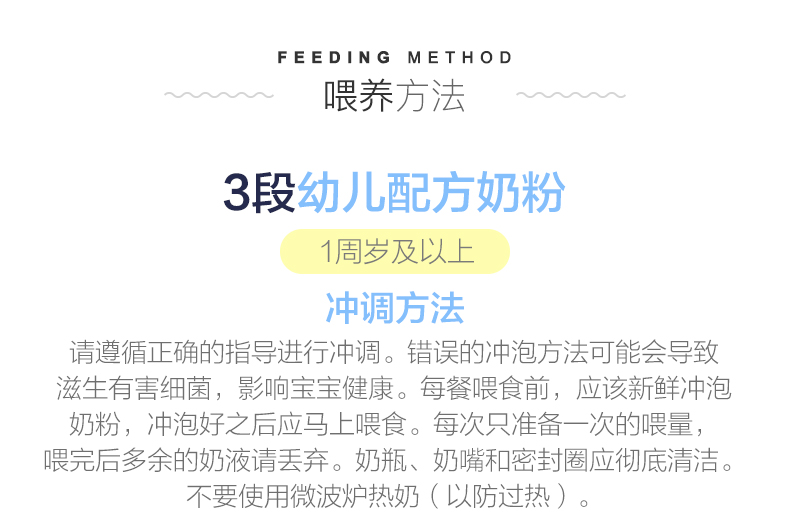 FEEDING METHOD
喂养方法
3段幼儿配方奶粉
1周岁及以上
冲调方法
请遵循正确的指导进行冲调。错误的冲泡方法可能会导致
滋生有害细菌，影响宝宝健康。每餐喂食前，应该新鲜冲泡
奶粉，冲泡好之后应马上喂食。每次只准备一次的喂量，
喂完后多余的奶液请丢弃。奶瓶、奶嘴和密封圈应彻底清洁。
不要使用微波炉热奶（以防过热）。